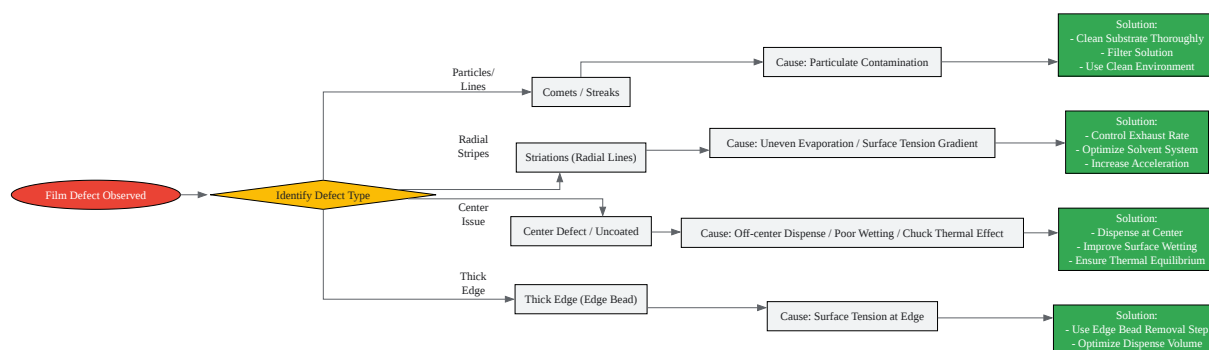 Film Defect Observed
Identify Defect Type
Particles/
Lines
Comets / Streaks
Cause: Particulate Contamination
Solution:
- Clean Substrate Thoroughly
- Filter Solution
- Use Clean Environment
Radial
Stripes
Striations (Radial Lines)
Cause: Uneven Evaporation / Surface Tension Gradient
Solution:
- Control Exhaust Rate
- Optimize Solvent System
- Increase Acceleration
Center
Issue
Center Defect / Uncoated
Cause: Off-center Dispense / Poor Wetting / Chuck Thermal Effect
Solution:
- Dispense at Center
- Improve Surface Wetting
- Ensure Thermal Equilibrium
Thick
Edge
Thick Edge (Edge Bead)
Cause: Surface Tension at Edge
Solution:
- Use Edge Bead Removal Step
- Optimize Dispense Volume